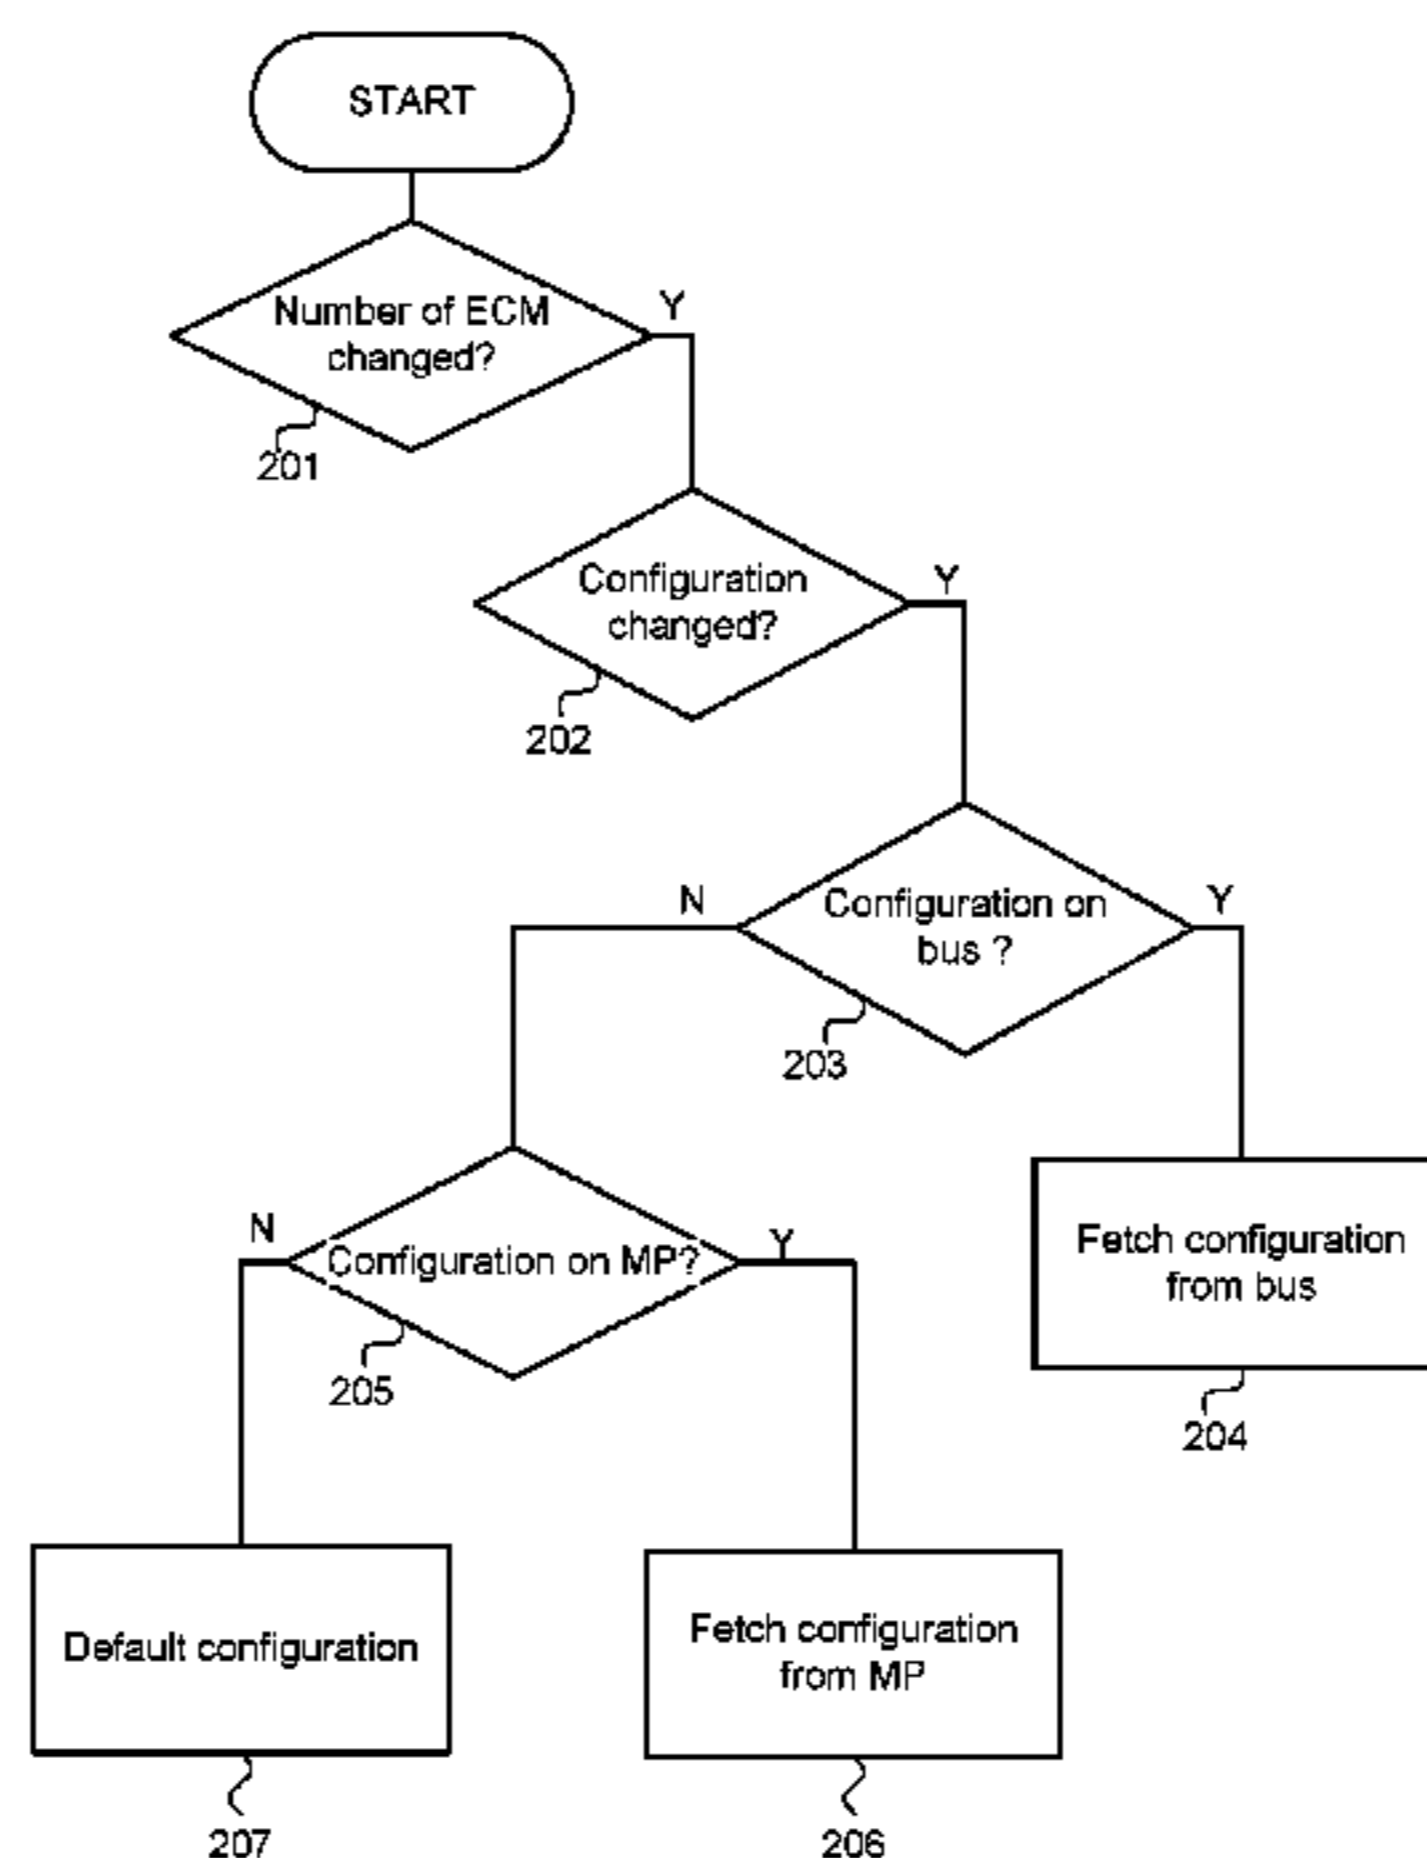 START
Number of ECM
changed?
Y
201
Configuration
changed?
Y
202
N
Configuration on
bus ?
Y
203
N
Configuration on MP?
Y
205
Fetch configuration
from bus
204
Default configuration
207
Fetch configuration
from MP
206